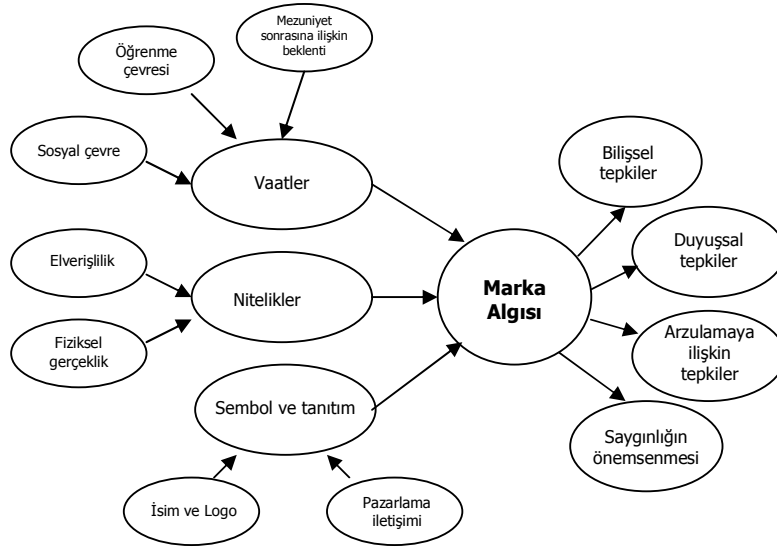 Mezuniyet
sonrasına ilişkin
beklenti
Öğrenme
çevresi
Sosyal çevre
Vaatler
Bilişsel
tepkiler
Duyuşsal
tepkiler
Elverişlilik
Nitelikler
Marka
Algısı
Fiziksel
gerçeklik
Arzulamaya
ilişkin
tepkiler
Sembol ve tanıtım
Saygınlığın
önemsenmesi
İsim ve Logo
Pazarlama
iletişimi